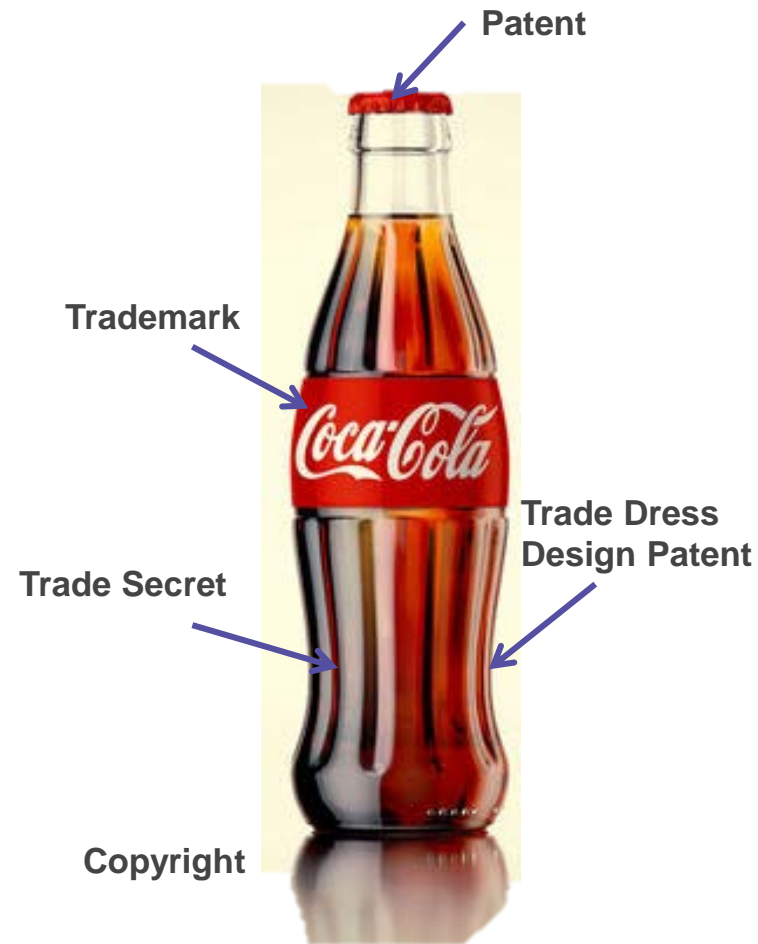 Patent
Trademark
Coca-Cola
Trade Dress
Design Patent
Trade Secret
Copyright